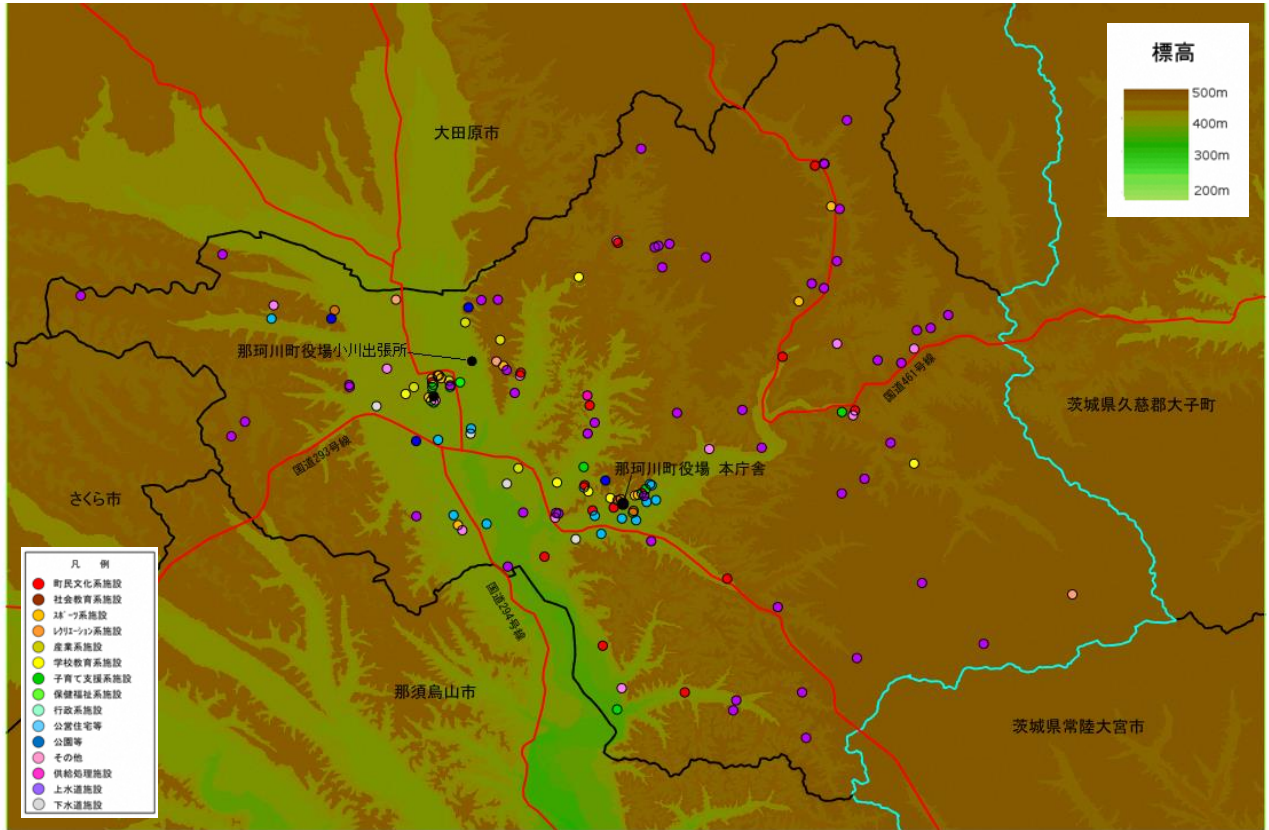 標高
500m
400m
300m
200m
大田原市
那珂川町役場小川出張所
国道461号線
茨城県久慈郡大子町
国道293号線
那珂川町役場 本庁舎
さくら市
凡 例
町民文化系施設
社会教育系施設
ｽﾎﾟｰﾂ系施設
ﾚｸﾘｴｰｼｮﾝ系施設
産業系施設
学校教育系施設
子育て支援系施設
保健福祉系施設
行政系施設
公営住宅等
公園等
その他
供給処理施設
上水道施設
下水道施設
国道294号線
那須烏山市
茨城県常陸大宮市